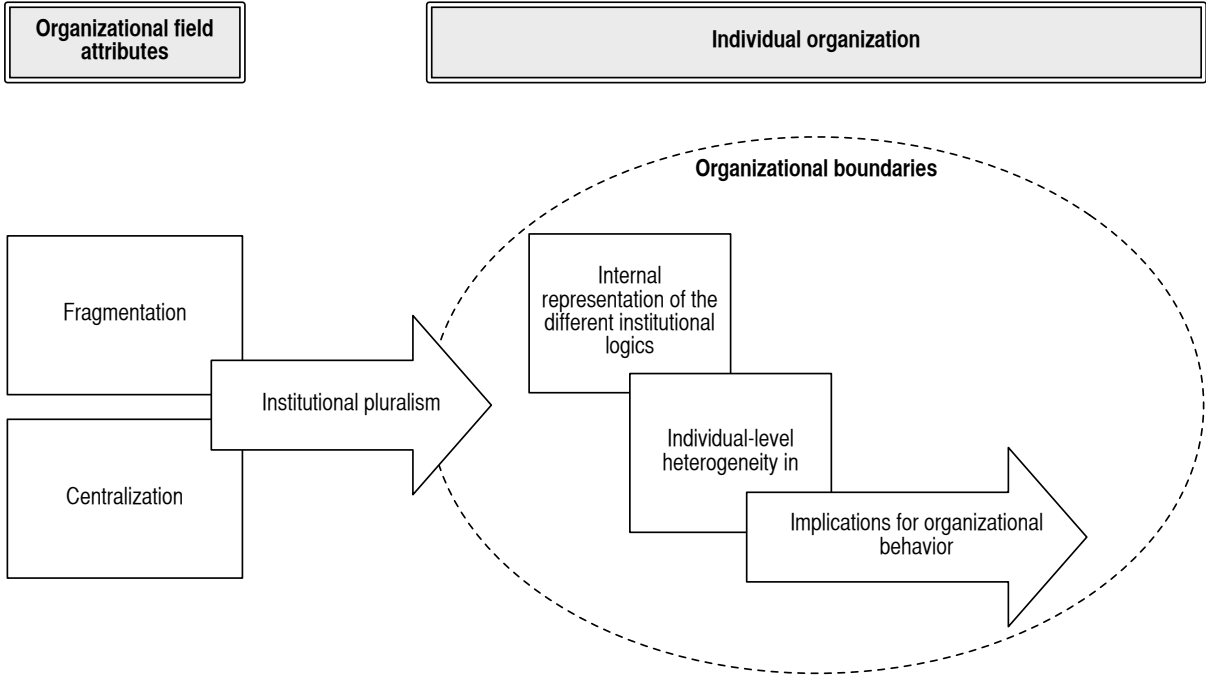 Organizational field
attributes
Individual organization
Organizational boundaries
Fragmentation
Centralization
Institutional pluralism
Internal
representation of the
different institutional
logics
Individual-level
heterogeneity in
Implications for organizational
behavior